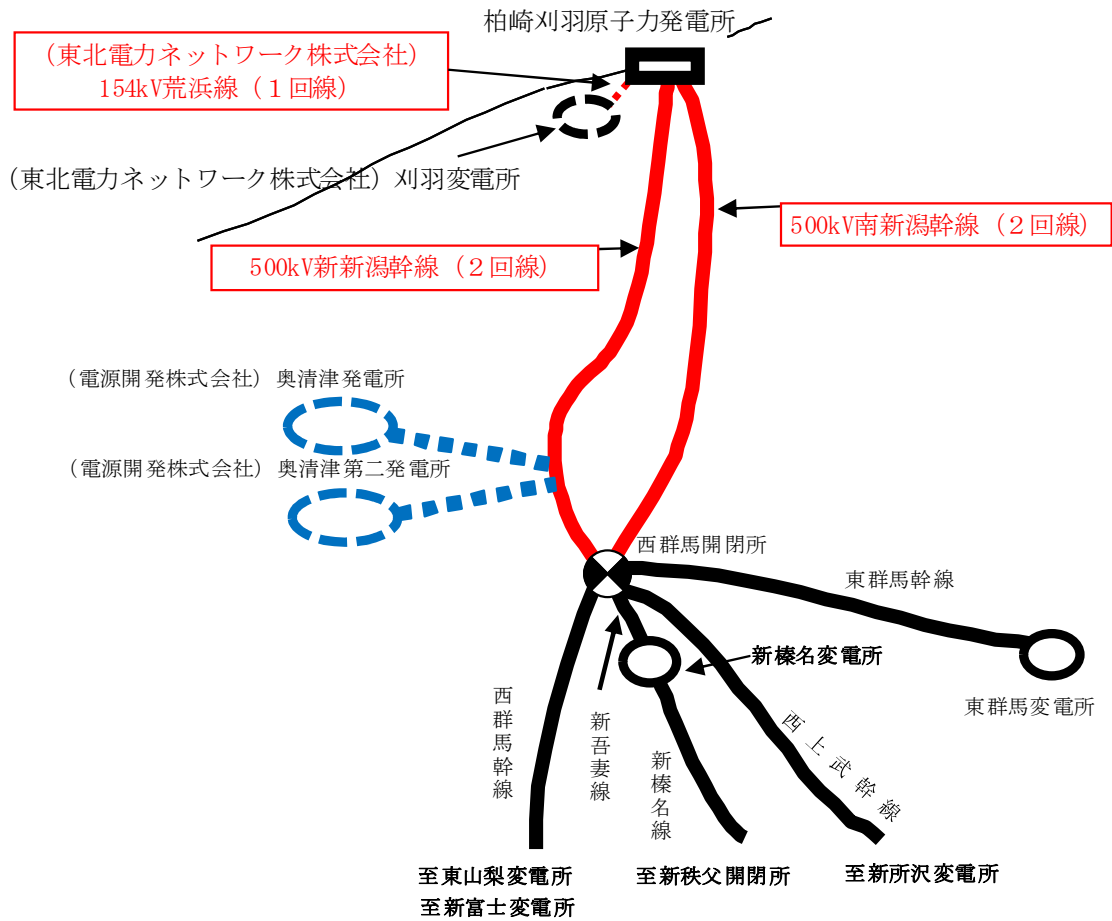 柏崎刈羽原子力発電所
（東北電力ネットワーク株式会社）
154kV荒浜線（１回線）
（東北電力ネットワーク株式会社）刈羽変電所
500kV南新潟幹線（２回線）
500kV新新潟幹線（２回線）
（電源開発株式会社）奥清津発電所
（電源開発株式会社）奥清津第二発電所
西群馬開閉所
東群馬幹線
新榛名変電所
東群馬変電所
西群馬幹線
新吾妻線
新榛名線
西上武幹線
至東山梨変電所
至新富士変電所
至新秩父開閉所
至新所沢変電所